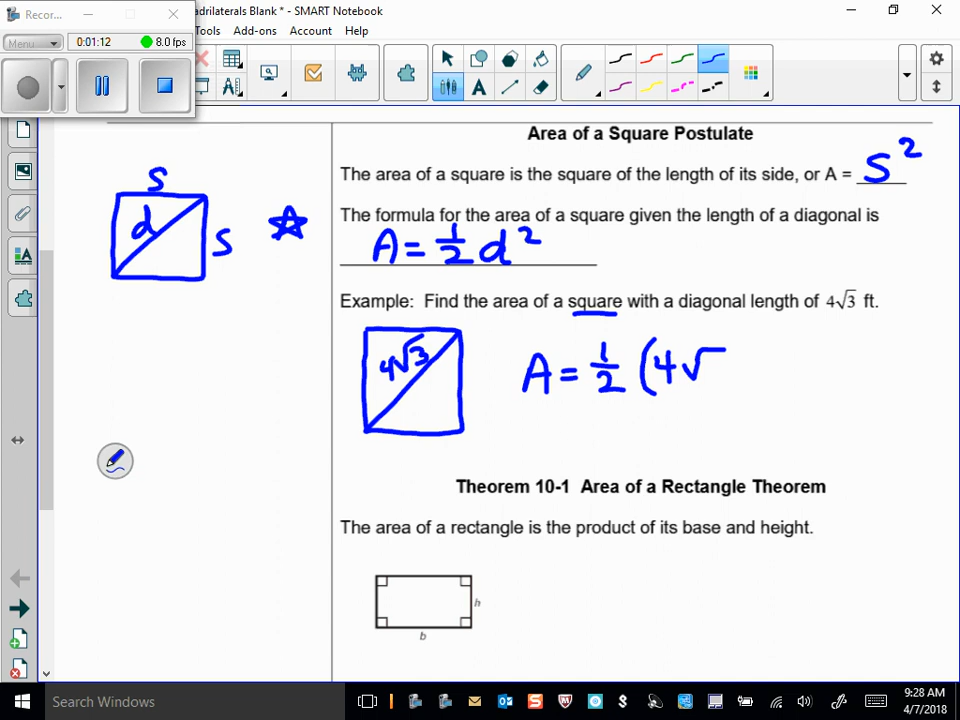 Recor...
adrilaterals Blank * - SMART Notebook
Menu
0:01:12
8.0 fps
Tools Add-ons Account Help
Area of a Square Postulate
The area of a square is the square of the length of its side, or A = s²
The formula for the area of a square given the length of a diagonal is
A = 1/2 d²
s
d
s
Example: Find the area of a square with a diagonal length of 4√3 ft.
4√3
A = 1/2 (4√
Theorem 10-1 Area of a Rectangle Theorem
The area of a rectangle is the product of its base and height.
h
b
Search Windows
9:28 AM
4/7/2018